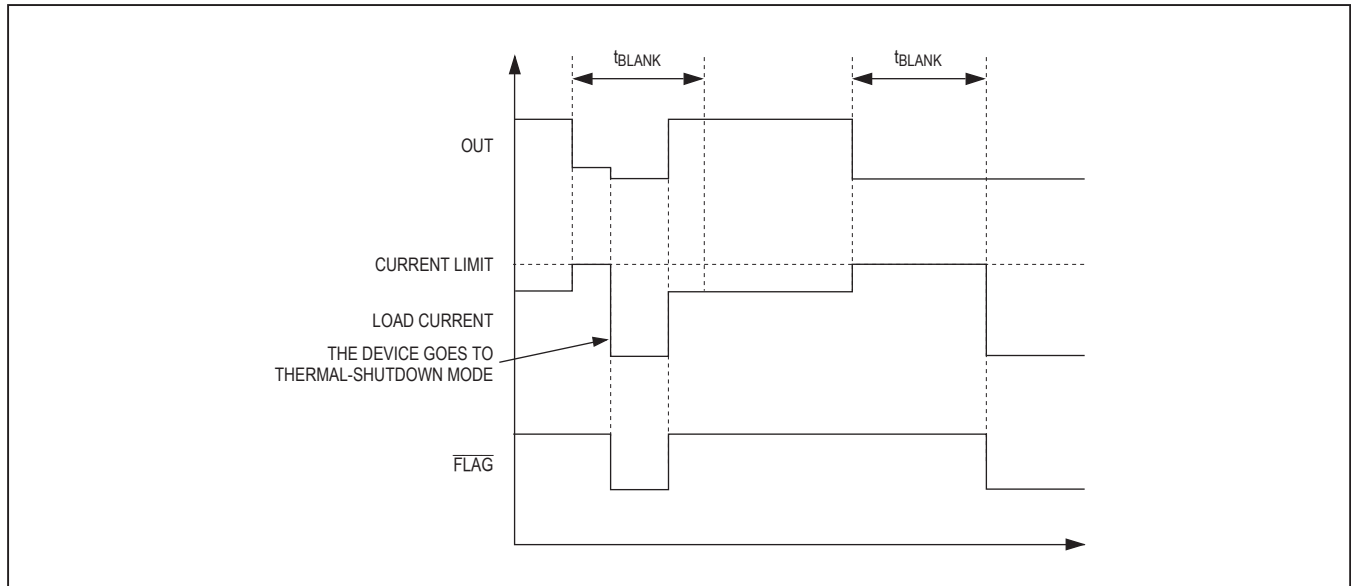 tBLANK
tBLANK
OUT
CURRENT LIMIT
LOAD CURRENT
THE DEVICE GOES TO
THERMAL-SHUTDOWN MODE
FLAG